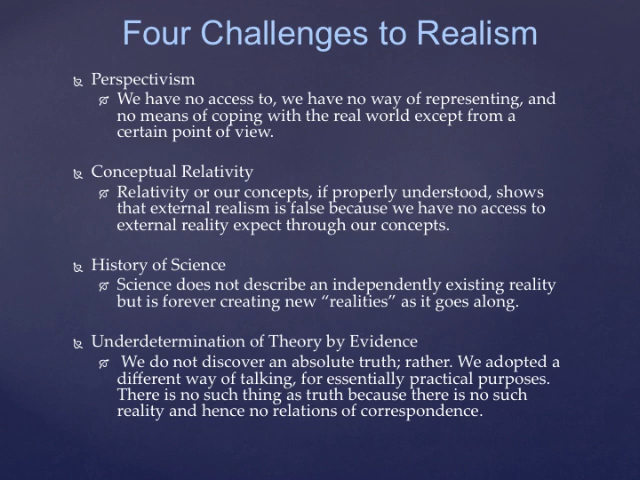 Four Challenges to Realism
Perspectivism
We have no access to, we have no way of representing, and
no means of coping with the real world except from a
certain point of view.
Conceptual Relativity
Relativity or our concepts, if properly understood, shows
that external realism is false because we have no access to
external reality expect through our concepts.
History of Science
Science does not describe an independently existing reality
but is forever creating new “realities” as it goes along.
Underdetermination of Theory by Evidence
We do not discover an absolute truth; rather. We adopted a
different way of talking, for essentially practical purposes.
There is no such thing as truth because there is no such
reality and hence no relations of correspondence.